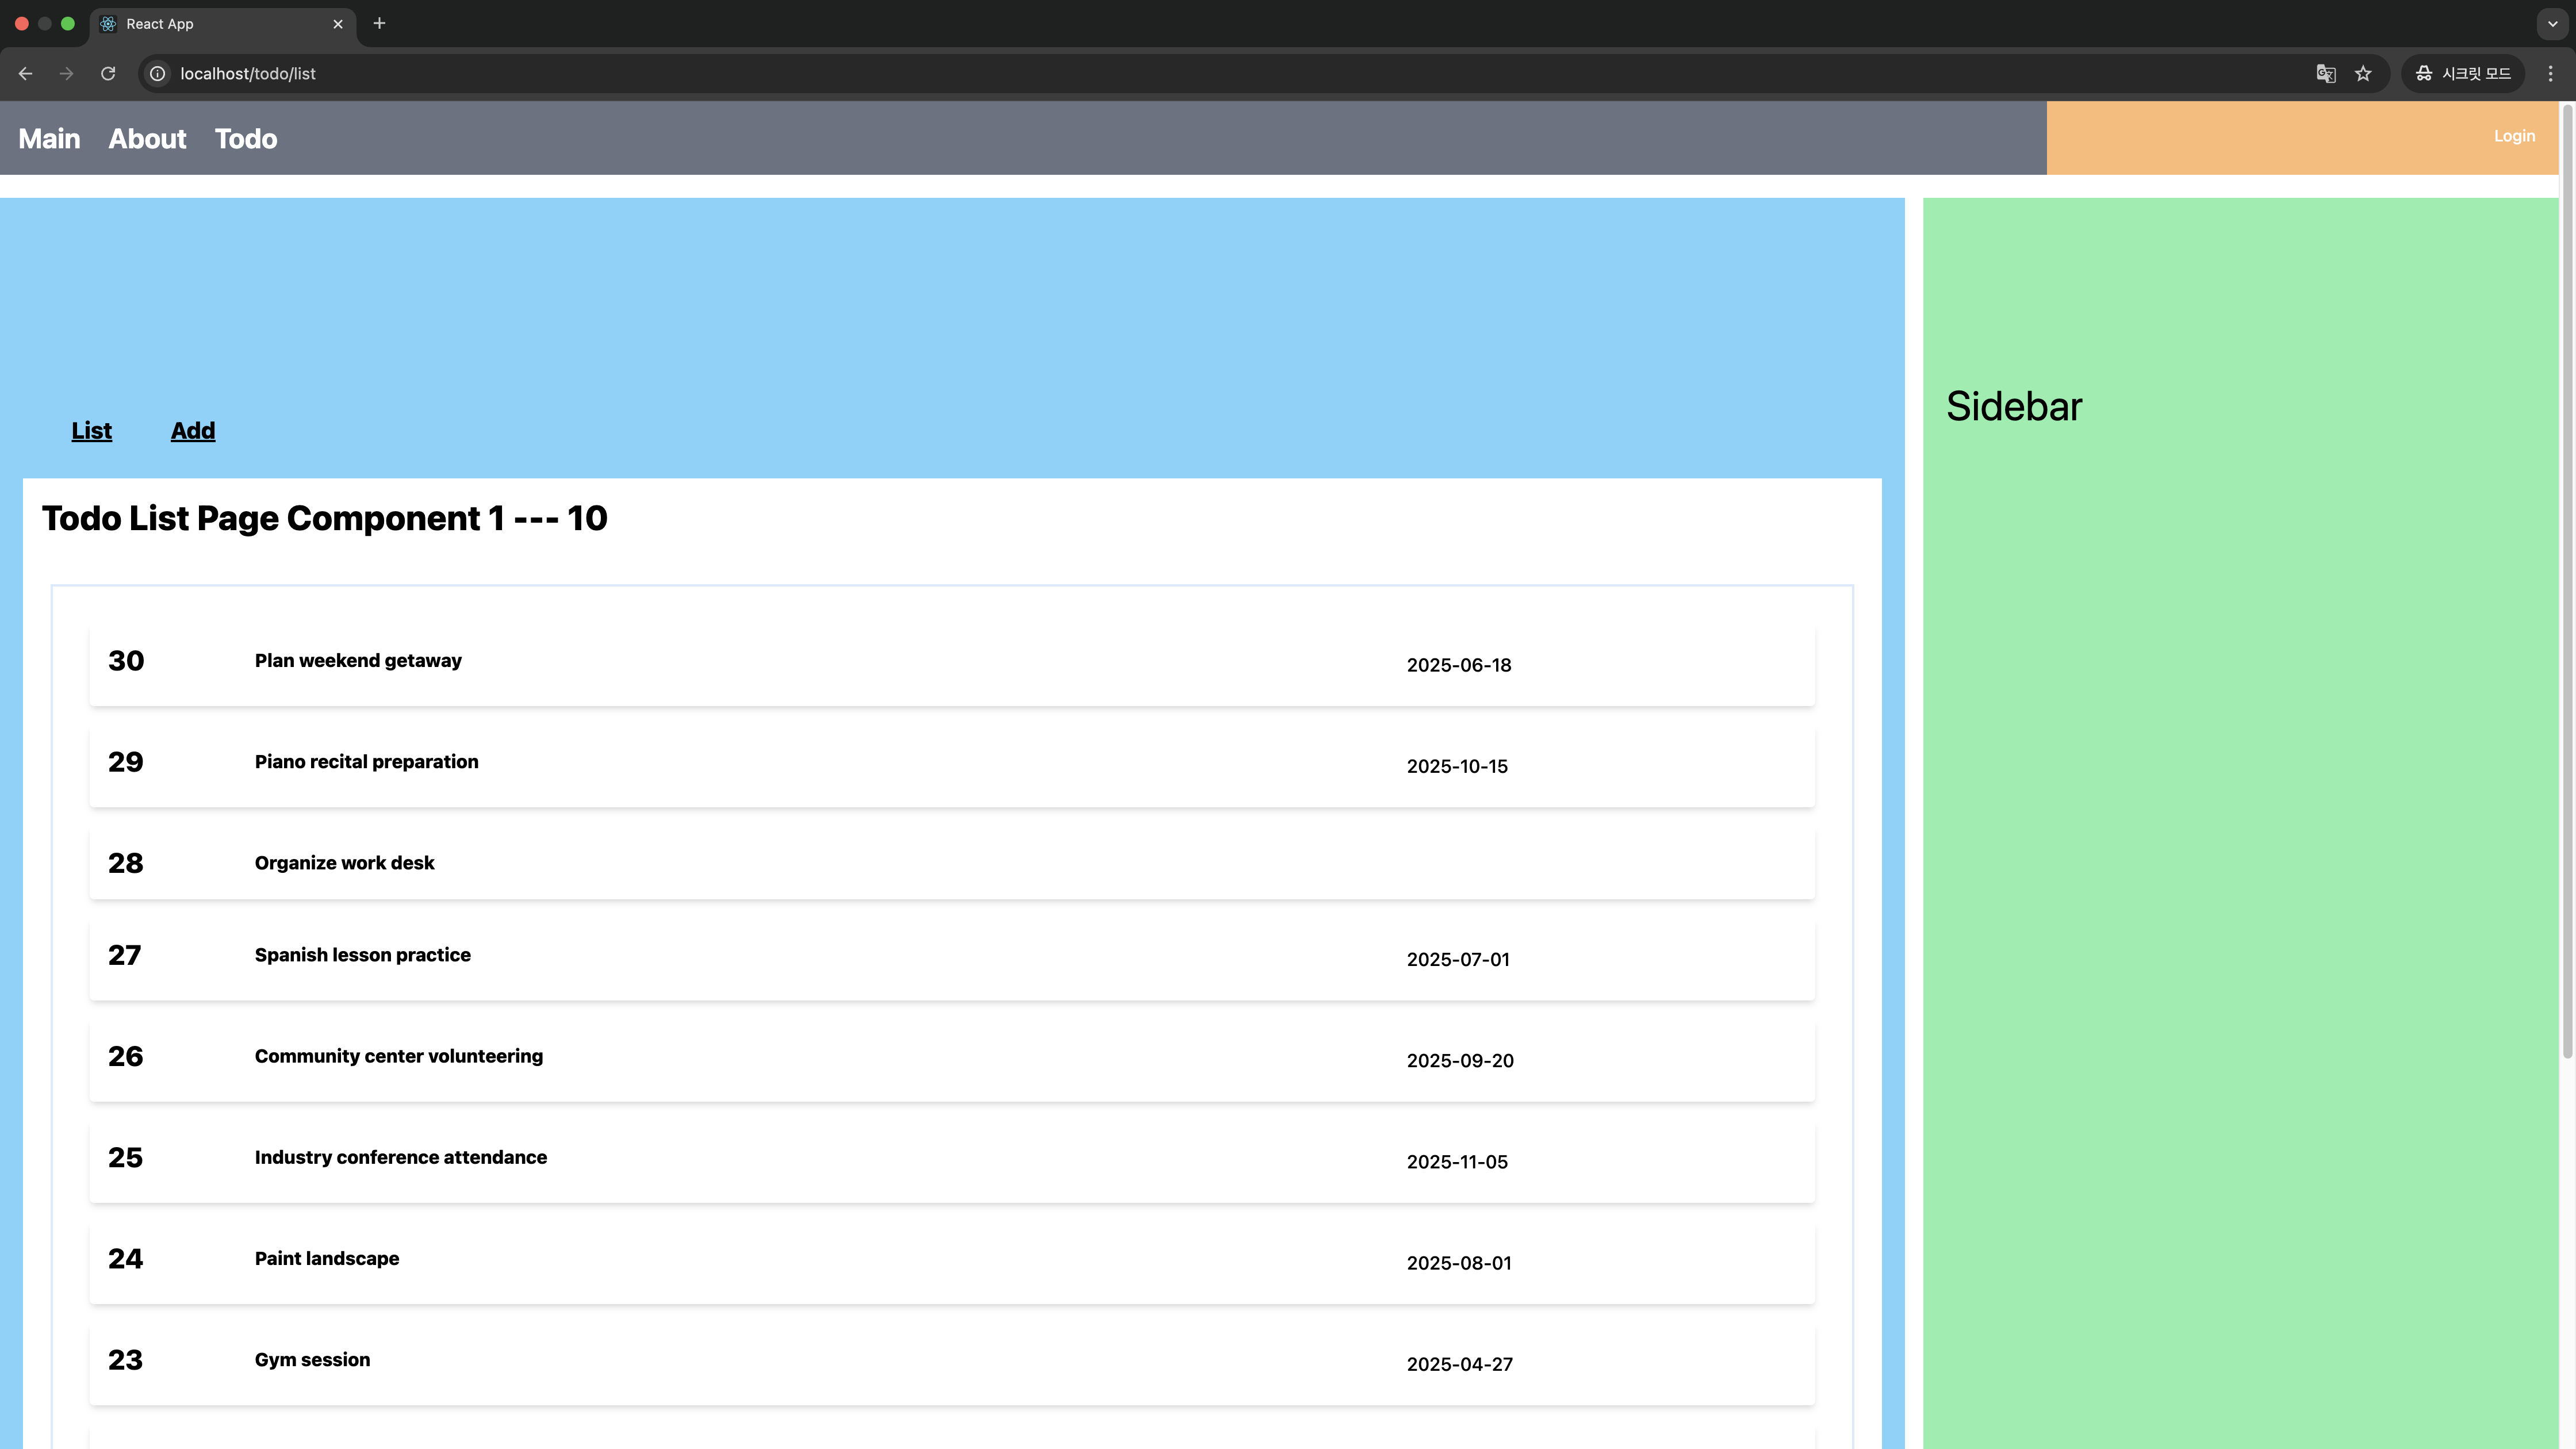 React App
localhost/todo/list
시크릿 모드
Main About Todo
Login
List Add
Sidebar
Todo List Page Component 1 --- 10
30 Plan weekend getaway 2025-06-18
29 Piano recital preparation 2025-10-15
28 Organize work desk
27 Spanish lesson practice 2025-07-01
26 Community center volunteering 2025-09-20
25 Industry conference attendance 2025-11-05
24 Paint landscape 2025-08-01
23 Gym session 2025-04-27